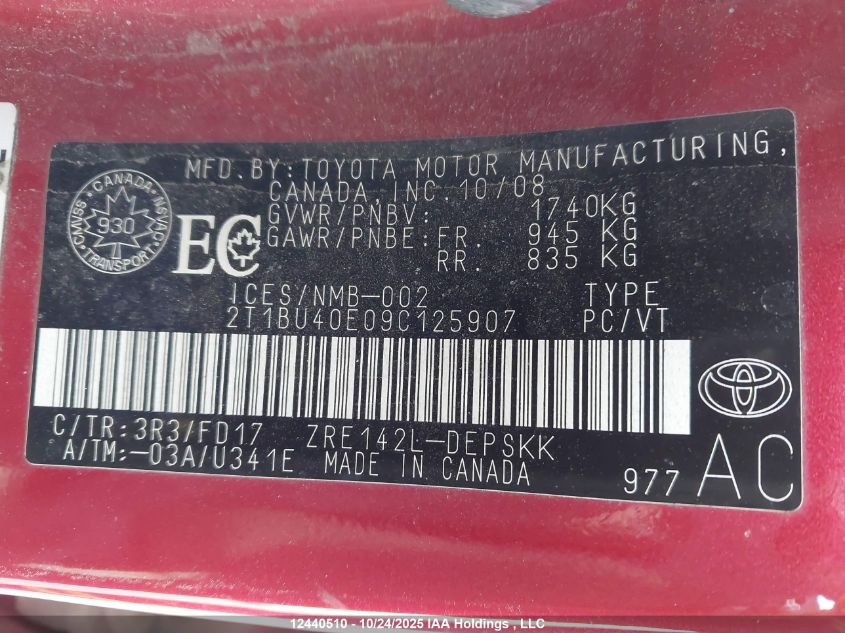 MFD.BY:TOYOTA MOTOR MANUFACTURING,
CANADA,INC.10/08
GVWR/PNBV: 1740KG
GAWR/PNBE:FR. 945 KG
RR. 835 KG
CMVSS CANADA NSVAC
930
TRANSPORT
EC
ICES/NMB-002 TYPE
2T1BU40E09C125907 PC/VT
C/TR:3R3/FD17 ZRE142L-DEPSKK
A/TM:-03A/U341E MADE IN CANADA
977 AC
12440510 - 10/24/2025 IAA Holdings , LLC